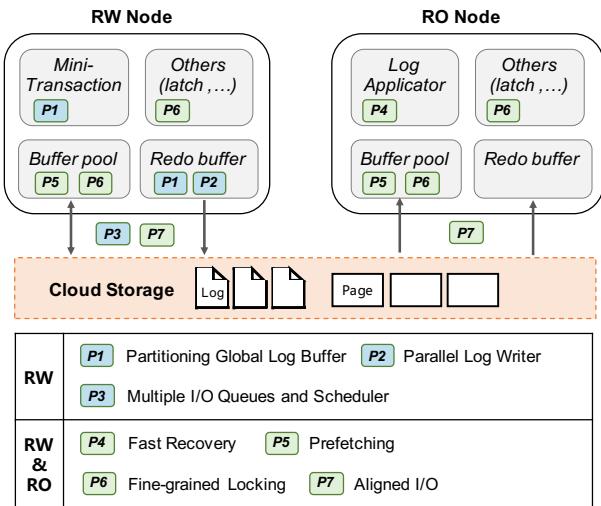 RW Node RO Node
Mini-Transaction
P1
Others (latch ,...)
P6
Buffer pool
P5 P6
Redo buffer
P1 P2
Log Applicator
P4
Others (latch ,...)
P6
Buffer pool
P5 P6
Redo buffer
P3 P7 P7
Cloud Storage Log Page
RW
P1 Partitioning Global Log Buffer P2 Parallel Log Writer
P3 Multiple I/O Queues and Scheduler
RW
&
RO
P4 Fast Recovery P5 Prefetching
P6 Fine-grained Locking P7 Aligned I/O